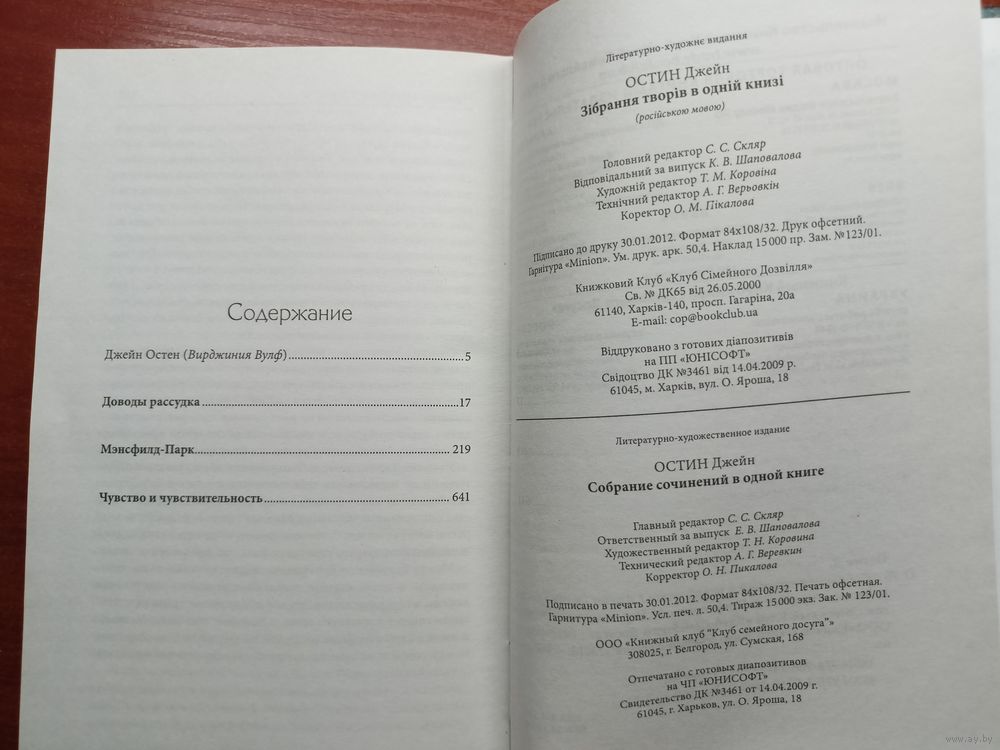 Содержание
Джейн Остен (Вирджиния Вулф) 5
Доводы рассудка 17
Мэнсфилд-Парк 219
Чувство и чувствительность 641
Літературно-художнє видання
ОСТИН Джейн
Зібрання творів в одній книзі
(російською мовою)
Головний редактор С. С. Скляр
Відповідальний за випуск К. В. Шаповалова
Художній редактор Т. М. Коровіна
Технічний редактор А. Г. Верьовкін
Коректор О. М. Пікалова
Підписано до друку 30.01.2012. Формат 84x108/32. Друк офсетний.
Гарнітура «Minion». Ум. друк. арк. 50,4. Наклад 15 000 пр. Зам. № 123/01.
Книжковий Клуб «Клуб Сімейного Дозвілля»
Св. № ДК65 від 26.05.2000
61140, Харків-140, просп. Гагаріна, 20а
E-mail: cop@bookclub.ua
Віддруковано з готових діапозитивів
на ПП «ЮНІСОФТ»
Свідоцтво ДК №3461 від 14.04.2009 р.
61045, м. Харків, вул. О. Яроша, 18
Литературно-художественное издание
ОСТИН Джейн
Собрание сочинений в одной книге
Главный редактор С. С. Скляр
Ответственный за выпуск Е. В. Шаповалова
Художественный редактор Т. Н. Коровина
Технический редактор А. Г. Веревкин
Корректор О. Н. Пикалова
Подписано в печать 30.01.2012. Формат 84x108/32. Печать офсетная.
Гарнитура «Minion». Усл. печ. л. 50,4. Тираж 15 000 экз. Зак. № 123/01.
ООО «Книжный клуб "Клуб семейного досуга"»
308025, г. Белгород, ул. Сумская, 168
Отпечатано с готовых диапозитивов
на ЧП «ЮНИСОФТ»
Свидетельство ДК №3461 от 14.04.2009 г.
61045, г. Харьков, ул. О. Яроша, 18
www.ay.by